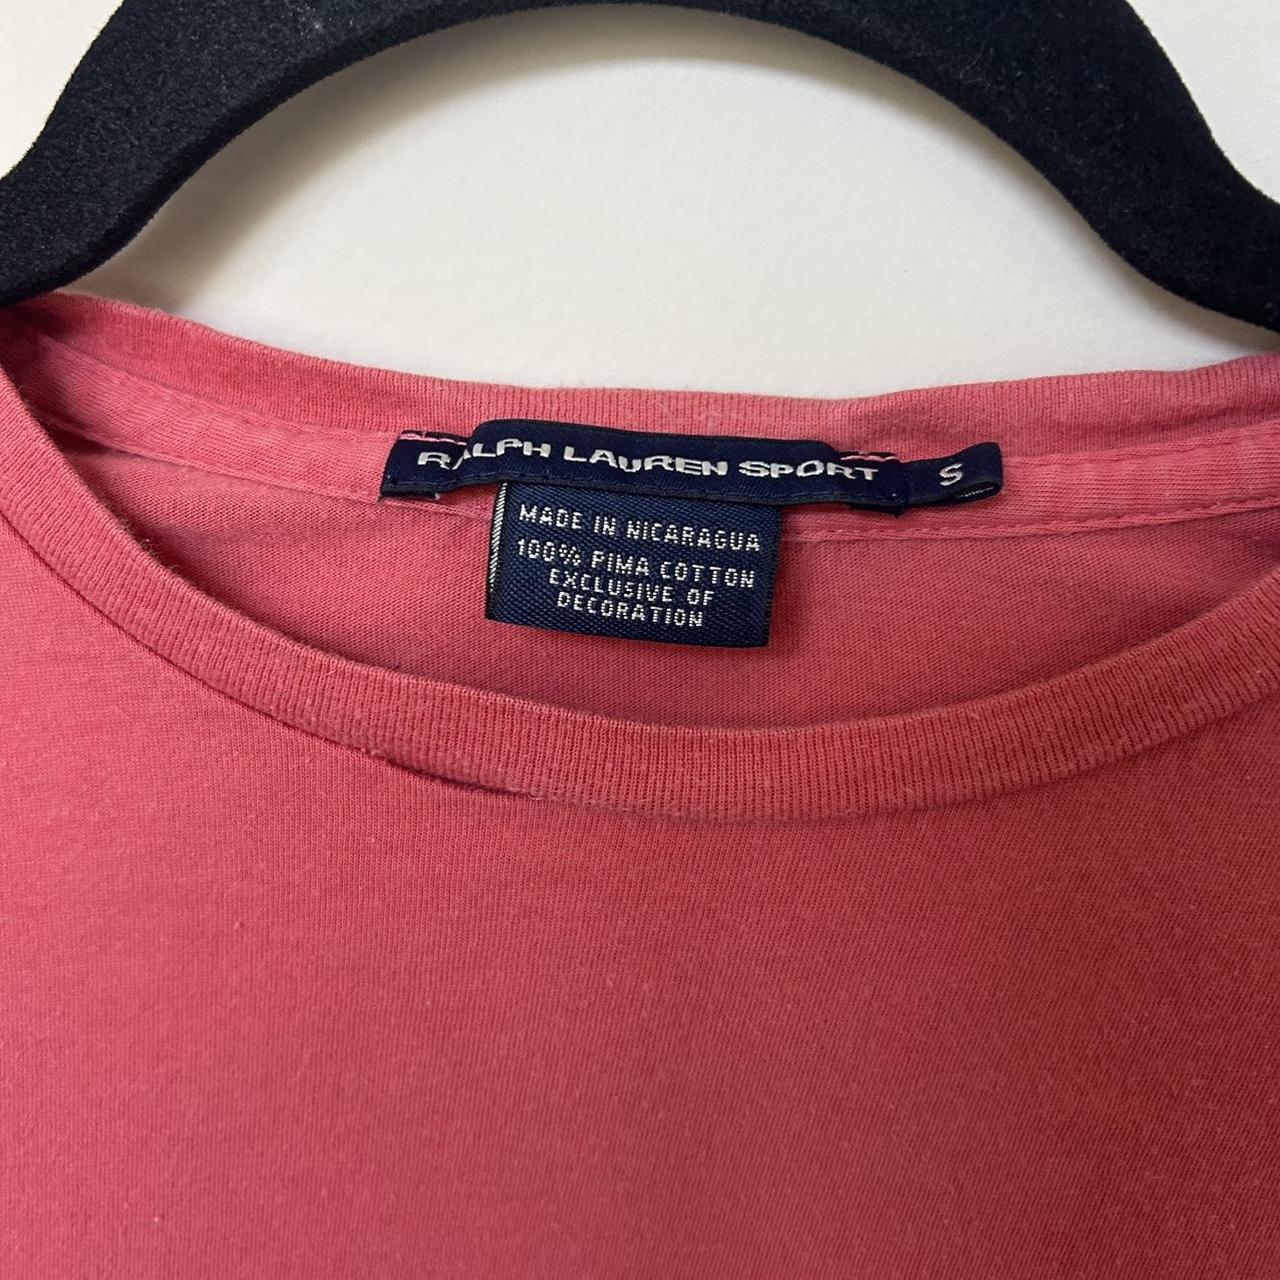 RALPH LAUREN SPORT
S
MADE IN NICARAGUA
100% PIMA COTTON
EXCLUSIVE OF
DECORATION